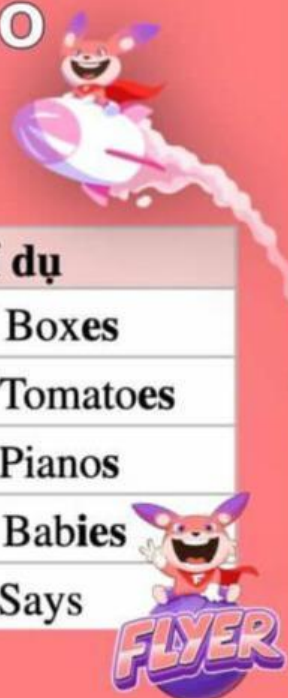 O
dụ
Boxes
Tomatoes
Pianos
Babies
Says
F
FLYER